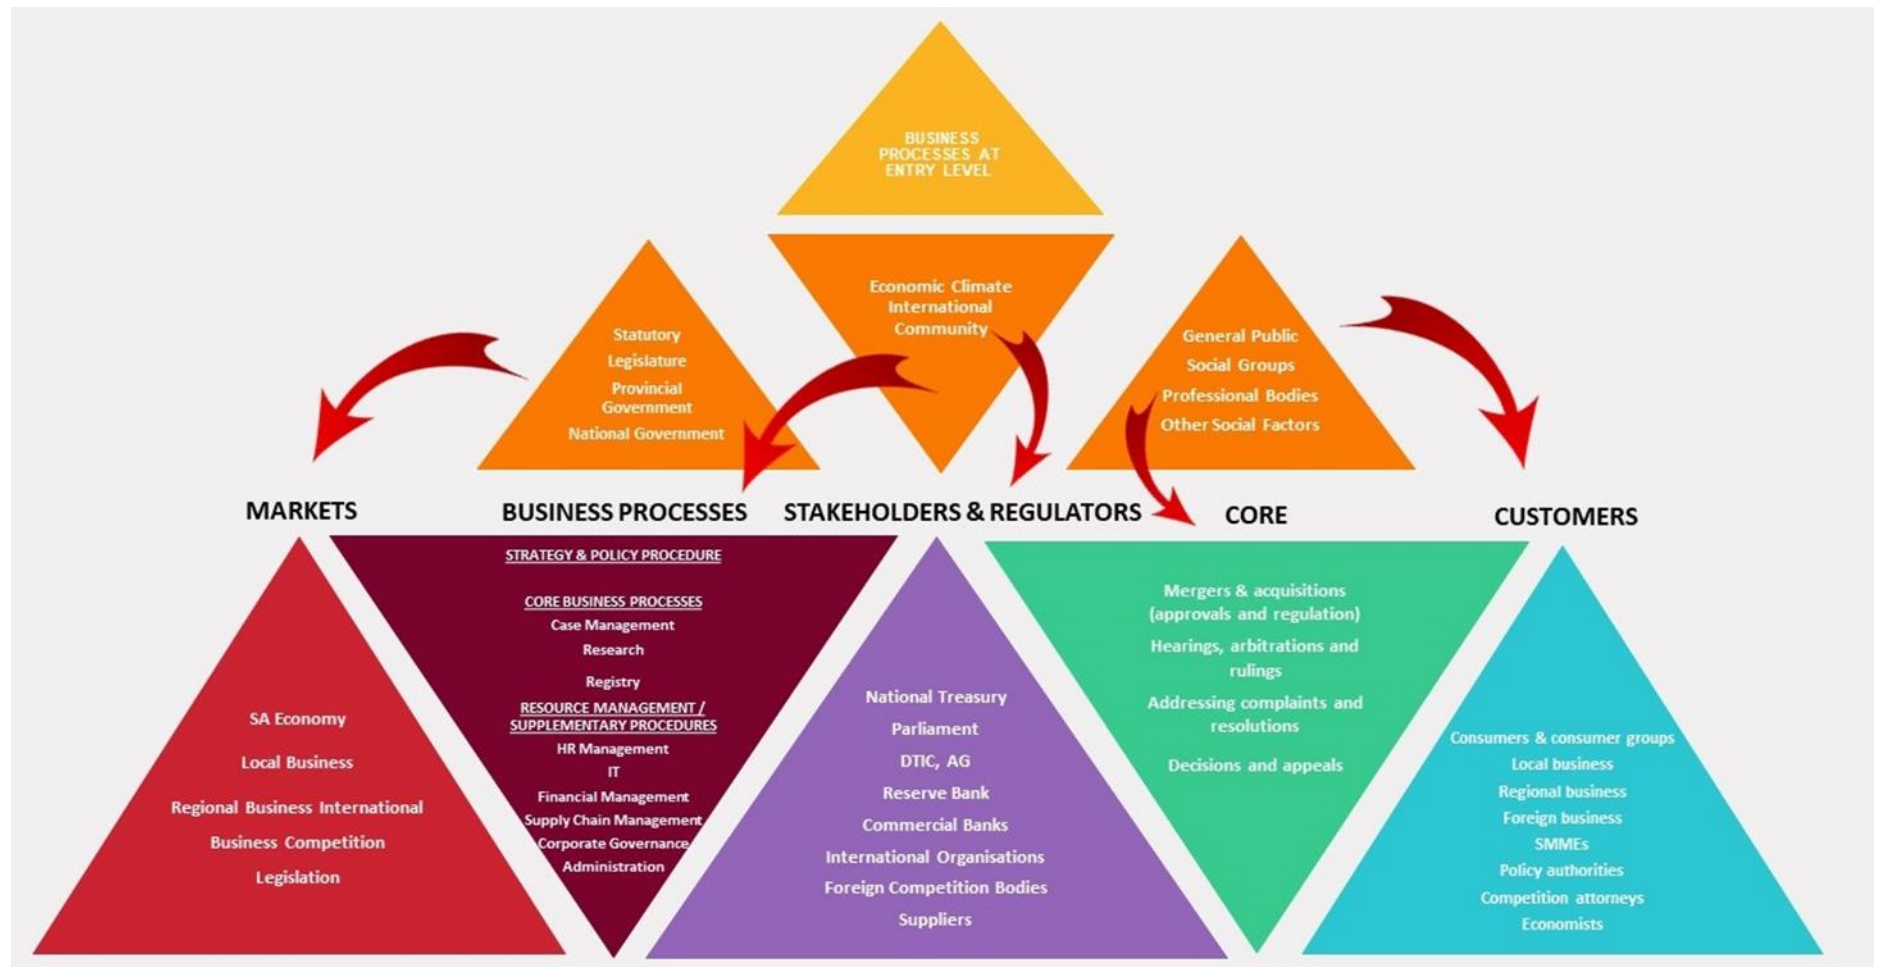 BUSINESS
PROCESSES AT
ENTRY LEVEL
Statutory
Legislature
Provincial
Government
National Government
Economic Climate
International
Community
General Public
Social Groups
Professional Bodies
Other Social Factors
MARKETS
SA Economy
Local Business
Regional Business International
Business Competition
Legislation
BUSINESS PROCESSES
STRATEGY & POLICY PROCEDURE
CORE BUSINESS PROCESSES
Case Management
Research
Registry
RESOURCE MANAGEMENT /
SUPPLEMENTARY PROCEDURES
HR Management
IT
Financial Management
Supply Chain Management
Corporate Governance
Administration
STAKEHOLDERS & REGULATORS
National Treasury
Parliament
DTIC, AG
Reserve Bank
Commercial Banks
International Organisations
Foreign Competition Bodies
Suppliers
CORE
Mergers & acquisitions
(approvals and regulation)
Hearings, arbitrations and
rulings
Addressing complaints and
resolutions
Decisions and appeals
CUSTOMERS
Consumers & consumer groups
Local business
Regional business
Foreign business
SMMEs
Policy authorities
Competition attorneys
Economists